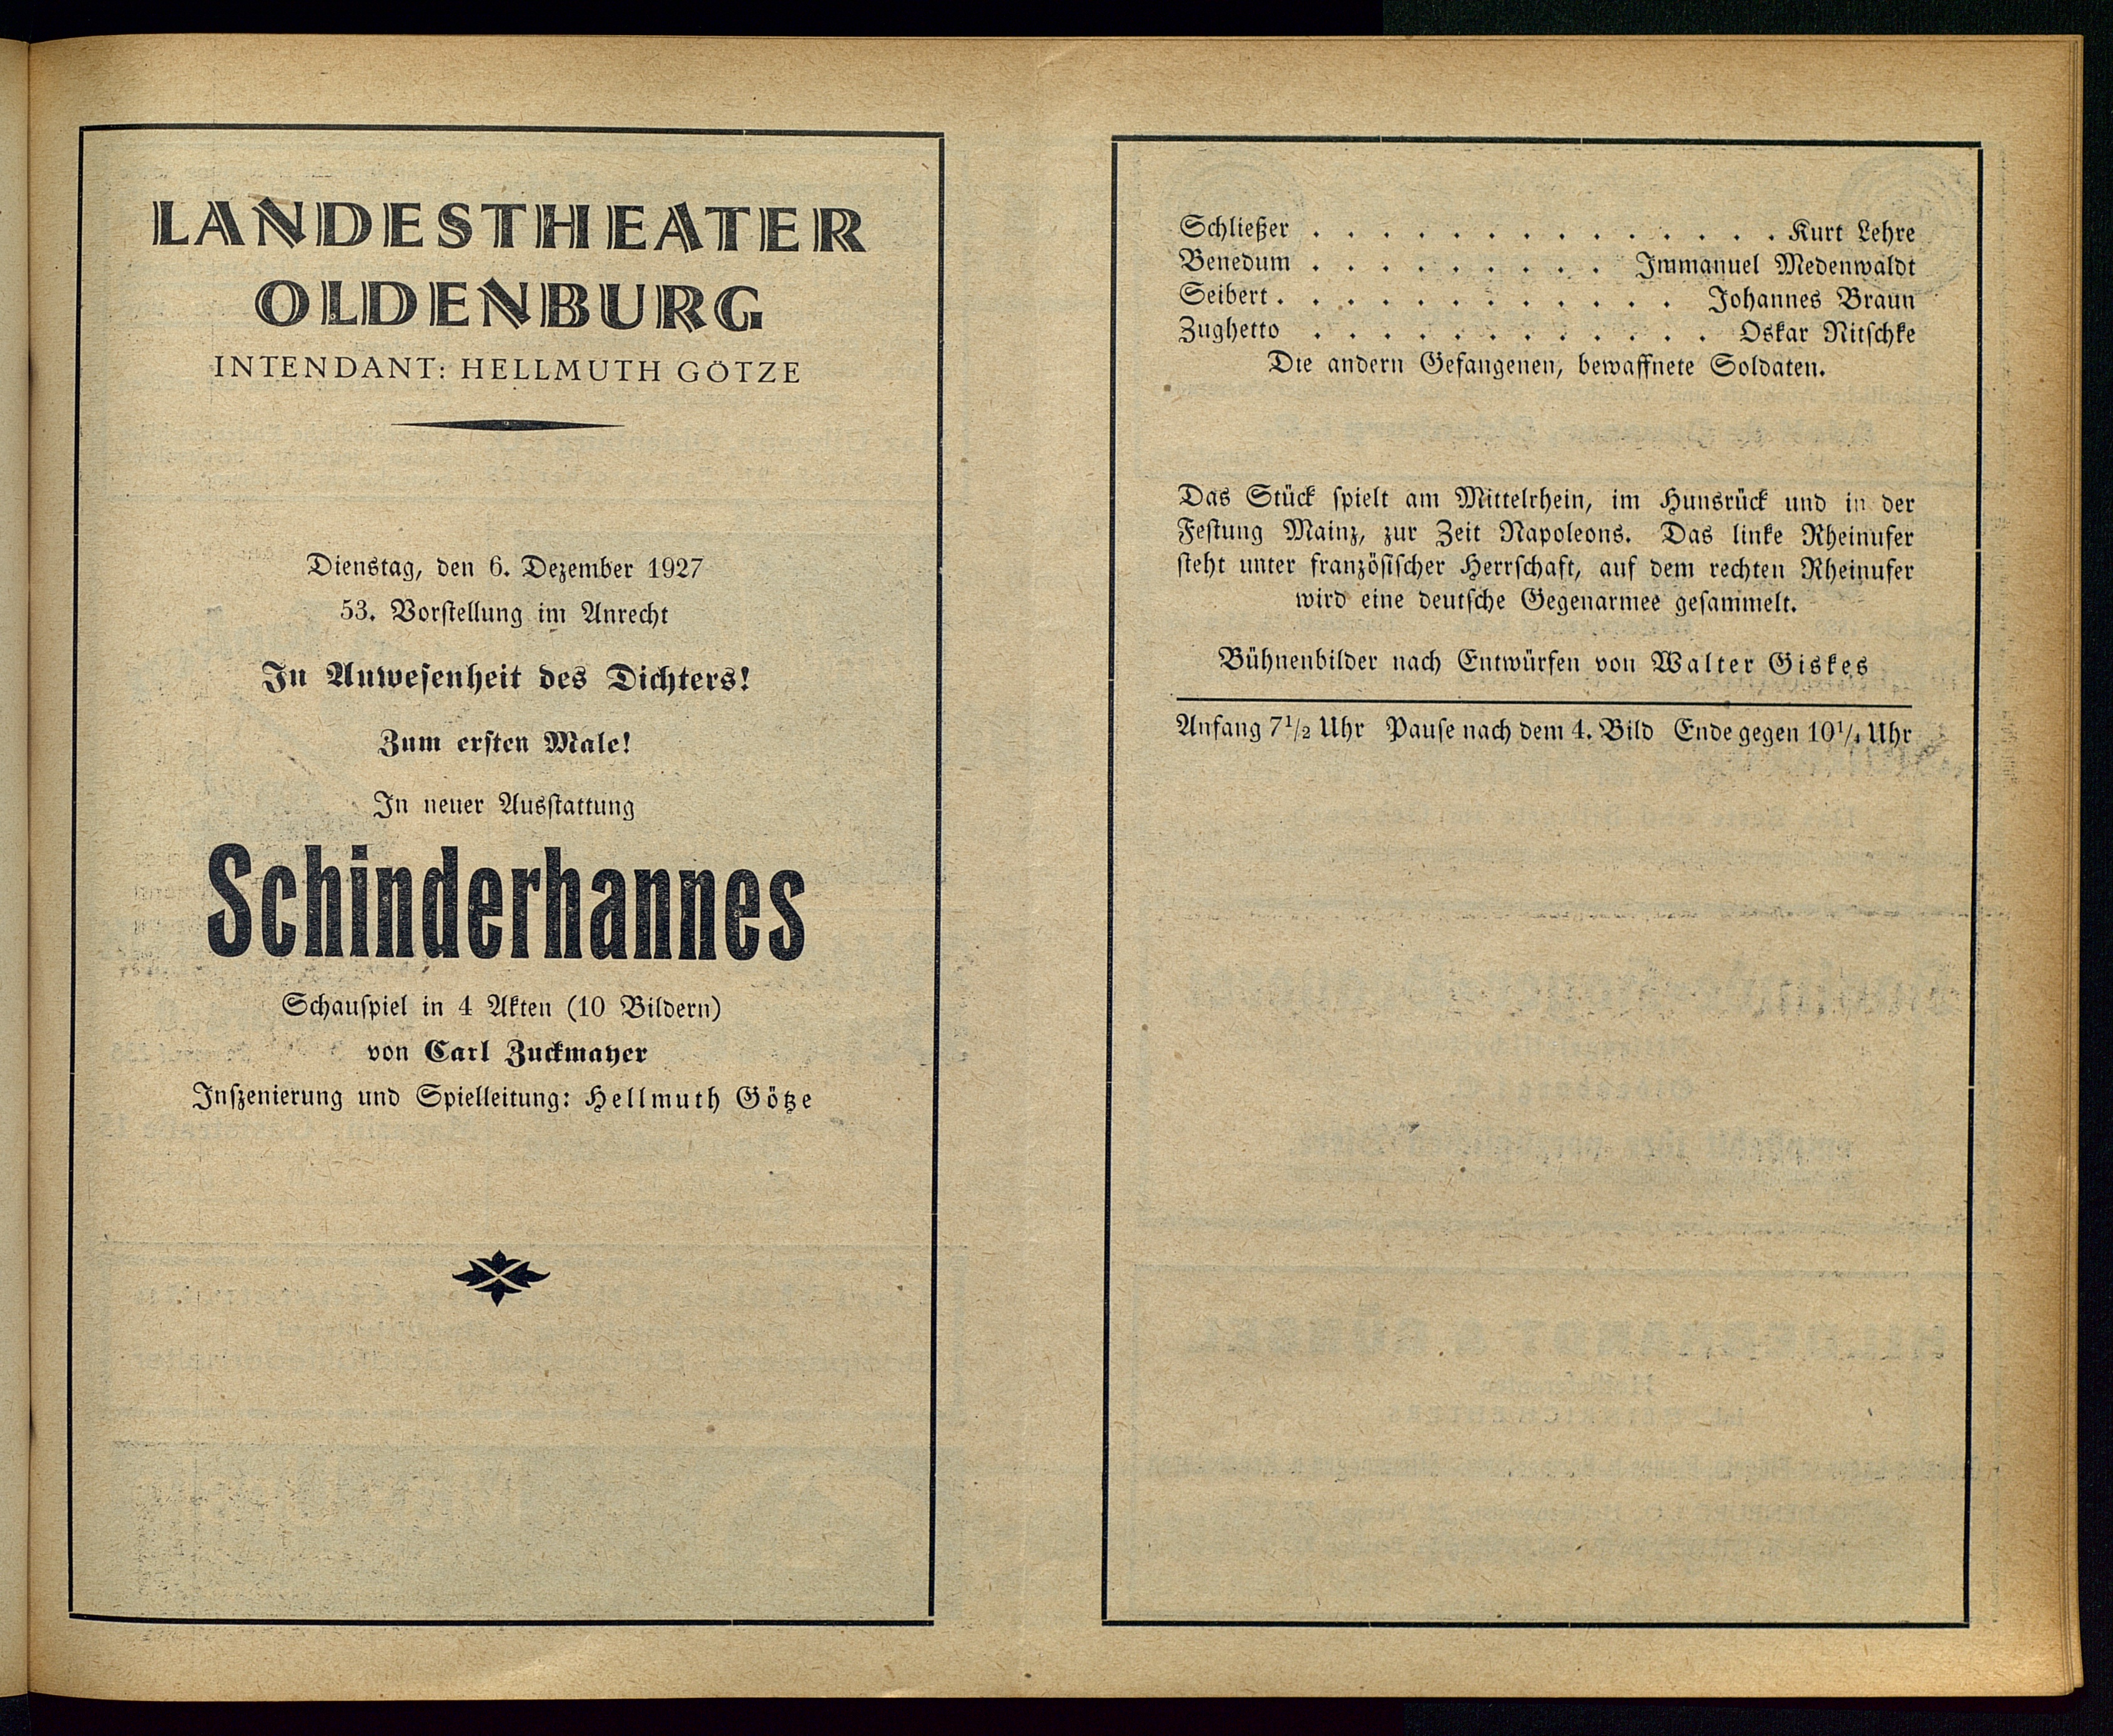 LANDESTHEATER
OLDENBURG
INTENDANT: HELLMUTH GÖTZE
Dienstag, den 6. Dezember 1927
53. Vorstellung im Anrecht
In Anwesenheit des Dichters!
Zum ersten Male!
In neuer Ausstattung
Schinderhannes
Schauspiel in 4 Akten (10 Bildern)
von Carl Zuckmayer
Inszenierung und Spielleitung: Hellmuth Götze
Schließer . . . . . . . . . . . . . . Kurt Lehre
Benedum . . . . . . . . . Immanuel Medenwaldt
Seibert . . . . . . . . . . . . Johannes Braun
Zughetto . . . . . . . . . . . . Oskar Nitschke
Die andern Gefangenen, bewaffnete Soldaten.
Das Stück spielt am Mittelrhein, im Hunsrück und in der
Festung Mainz, zur Zeit Napoleons. Das linke Rheinufer
steht unter französischer Herrschaft, auf dem rechten Rheinufer
wird eine deutsche Gegenarmee gesammelt.
Bühnenbilder nach Entwürfen von Walter Giskes
Anfang 7½ Uhr Pause nach dem 4. Bild Ende gegen 10¼ Uhr